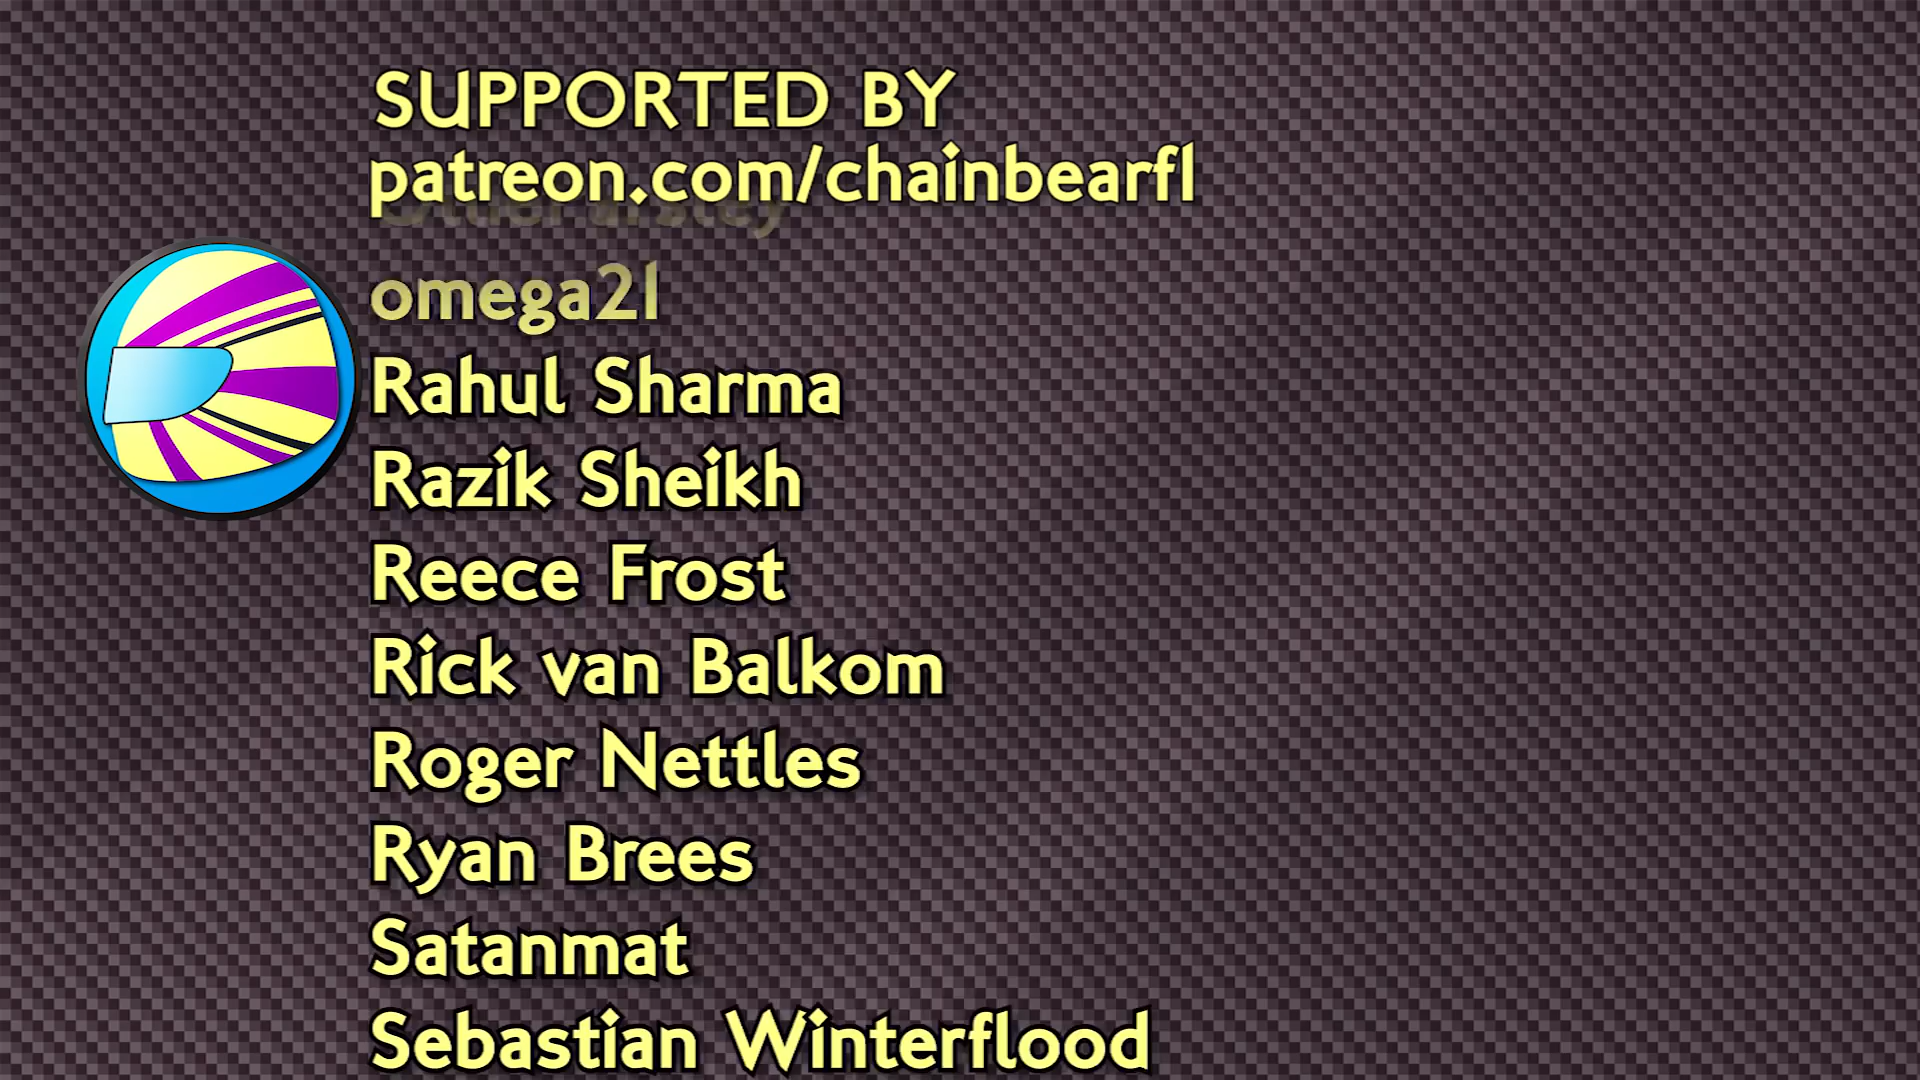 SUPPORTED BY
patreon.com/chainbearf1
omega21
Rahul Sharma
Razik Sheikh
Reece Frost
Rick van Balkom
Roger Nettles
Ryan Brees
Satanmat
Sebastian Winterflood